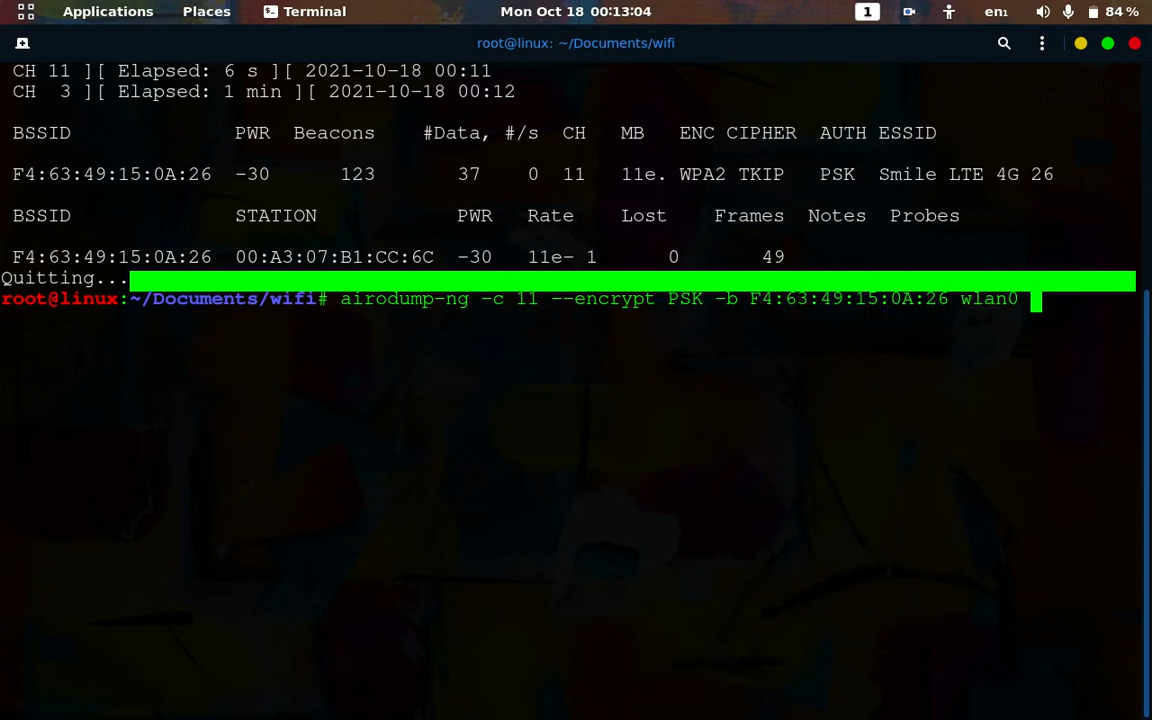 Applications Places Terminal Mon Oct 18 00:13:04 1 en₁ 84 %
root@linux: ~/Documents/wifi
CH 11 ][ Elapsed: 6 s ][ 2021-10-18 00:11
CH  3 ][ Elapsed: 1 min ][ 2021-10-18 00:12
BSSID PWR Beacons #Data, #/s CH MB ENC CIPHER AUTH ESSID
F4:63:49:15:0A:26 -30 123 37 0 11 11e. WPA2 TKIP PSK Smile LTE 4G 26
BSSID STATION PWR Rate Lost Frames Notes Probes
F4:63:49:15:0A:26 00:A3:07:B1:CC:6C -30 11e- 1 0 49
Quitting...
root@linux:~/Documents/wifi# airodump-ng -c 11 --encrypt PSK -b F4:63:49:15:0A:26 wlan0